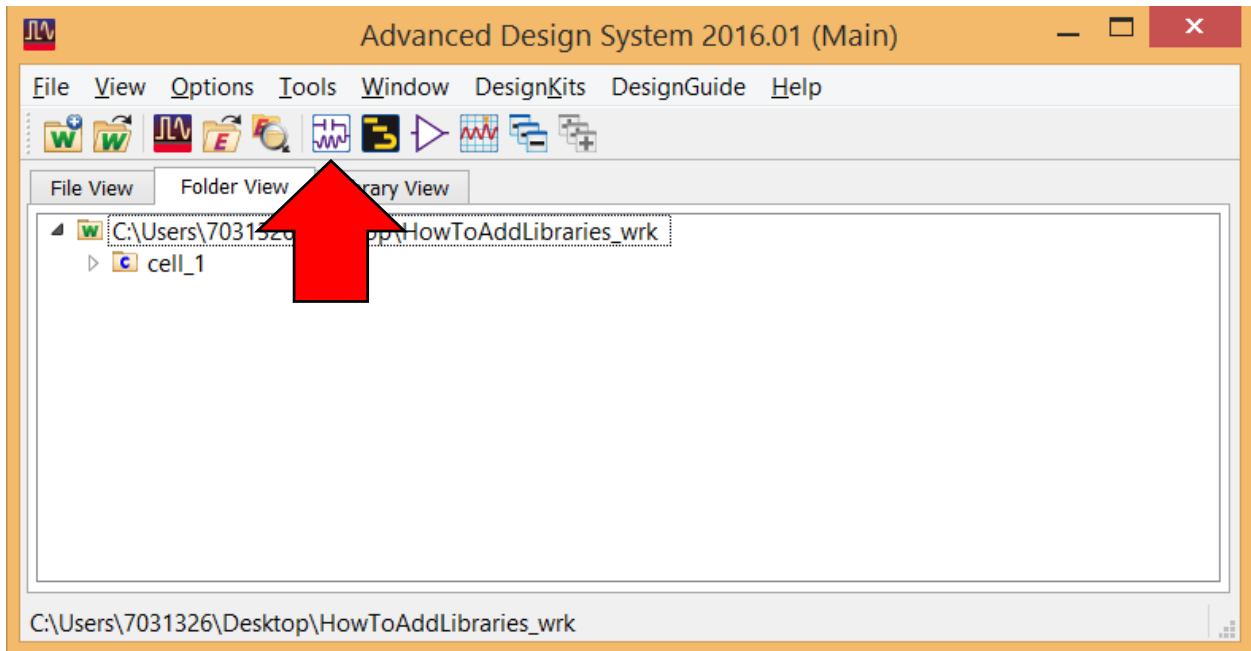 Advanced Design System 2016.01 (Main)
File View Options Tools Window DesignKits DesignGuide Help
File View Folder View rary View
C:\Users\70313 op\HowToAddLibraries_wrk
cell_1
C:\Users\7031326\Desktop\HowToAddLibraries_wrk